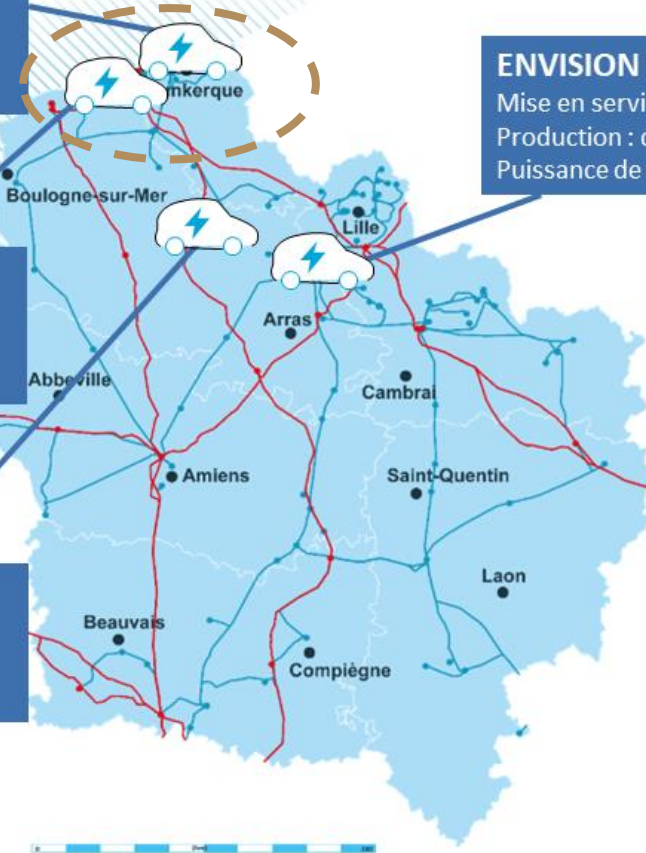 ENVISION
Mise en servi
Production :
Puissance de
nkerque
Boulogne-sur-Mer
Lille
Arras
Abbeville
Cambrai
Amiens
Saint-Quentin
Laon
Beauvais
Compiègne